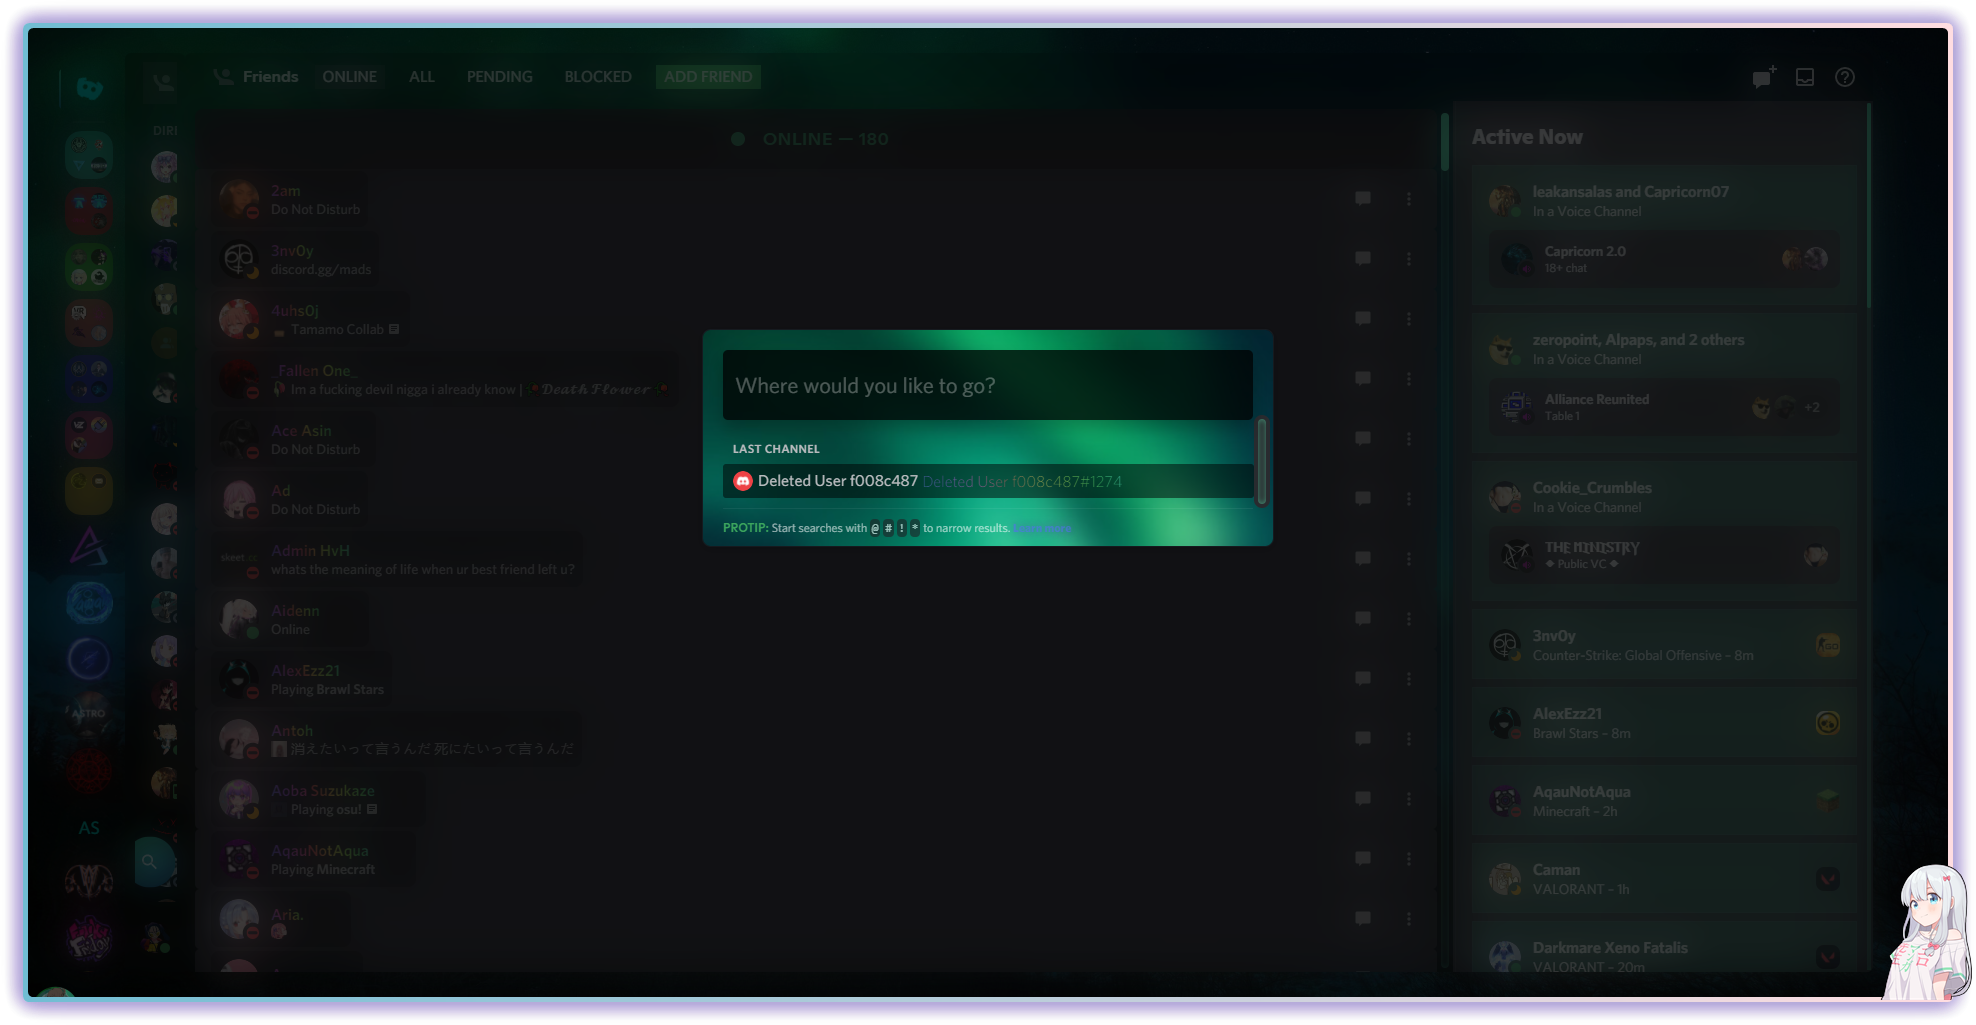 Friends ONLINE ALL PENDING BLOCKED ADD FRIEND
DIRE
ONLINE — 180
2am
Do Not Disturb
3nv0y
discord.gg/mads
4uhs0j
Tamamo Collab
_Fallen One_
Im a fucking devil nigga i already know | 𝓓𝓮𝓪𝓽𝓱 𝓕𝓵𝓸𝔀𝓮𝓻
Ace Asin
Do Not Disturb
Ad
Do Not Disturb
skeet.cc
Admin HvH
whats the meaning of life when ur best friend left u?
Aidenn
Online
AlexEzz21
Playing Brawl Stars
Antoh
消えたいって言うんだ 死にたいって言うんだ
Aoba Suzukaze
Playing osu!
AqauNotAqua
Playing Minecraft
Aria.
ASTRO
AS
Where would you like to go?
LAST CHANNEL
Deleted User f008c487 Deleted User f008c487#1274
PROTIP: Start searches with @ # ! * to narrow results.
Active Now
leakansalas and Capricorn07
In a Voice Channel
Capricorn 2.0
18+ chat
zeropoint, Alpaps, and 2 others
In a Voice Channel
Alliance Reunited
Table 1
+2
Cookie_Crumbles
In a Voice Channel
THE MINISTRY
❖ Public VC ❖
3nv0y
Counter-Strike: Global Offensive – 8m
AlexEzz21
Brawl Stars – 8m
AqauNotAqua
Minecraft – 2h
Caman
VALORANT – 1h
Darkmare Xeno Fatalis
VALORANT – 20m